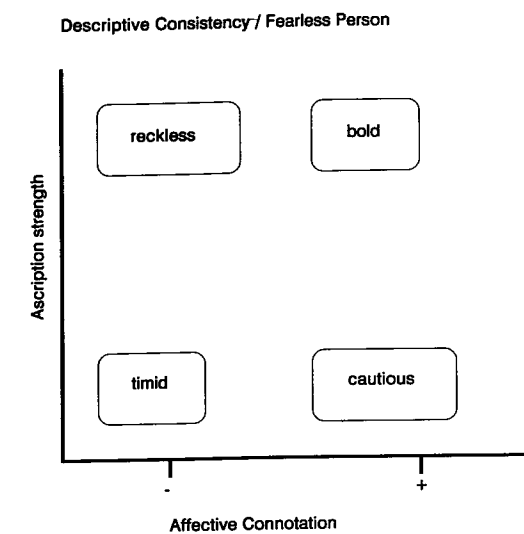 Descriptive Consistency / Fearless Person
reckless
bold
Ascription strength
timid
cautious
-
+
Affective Connotation